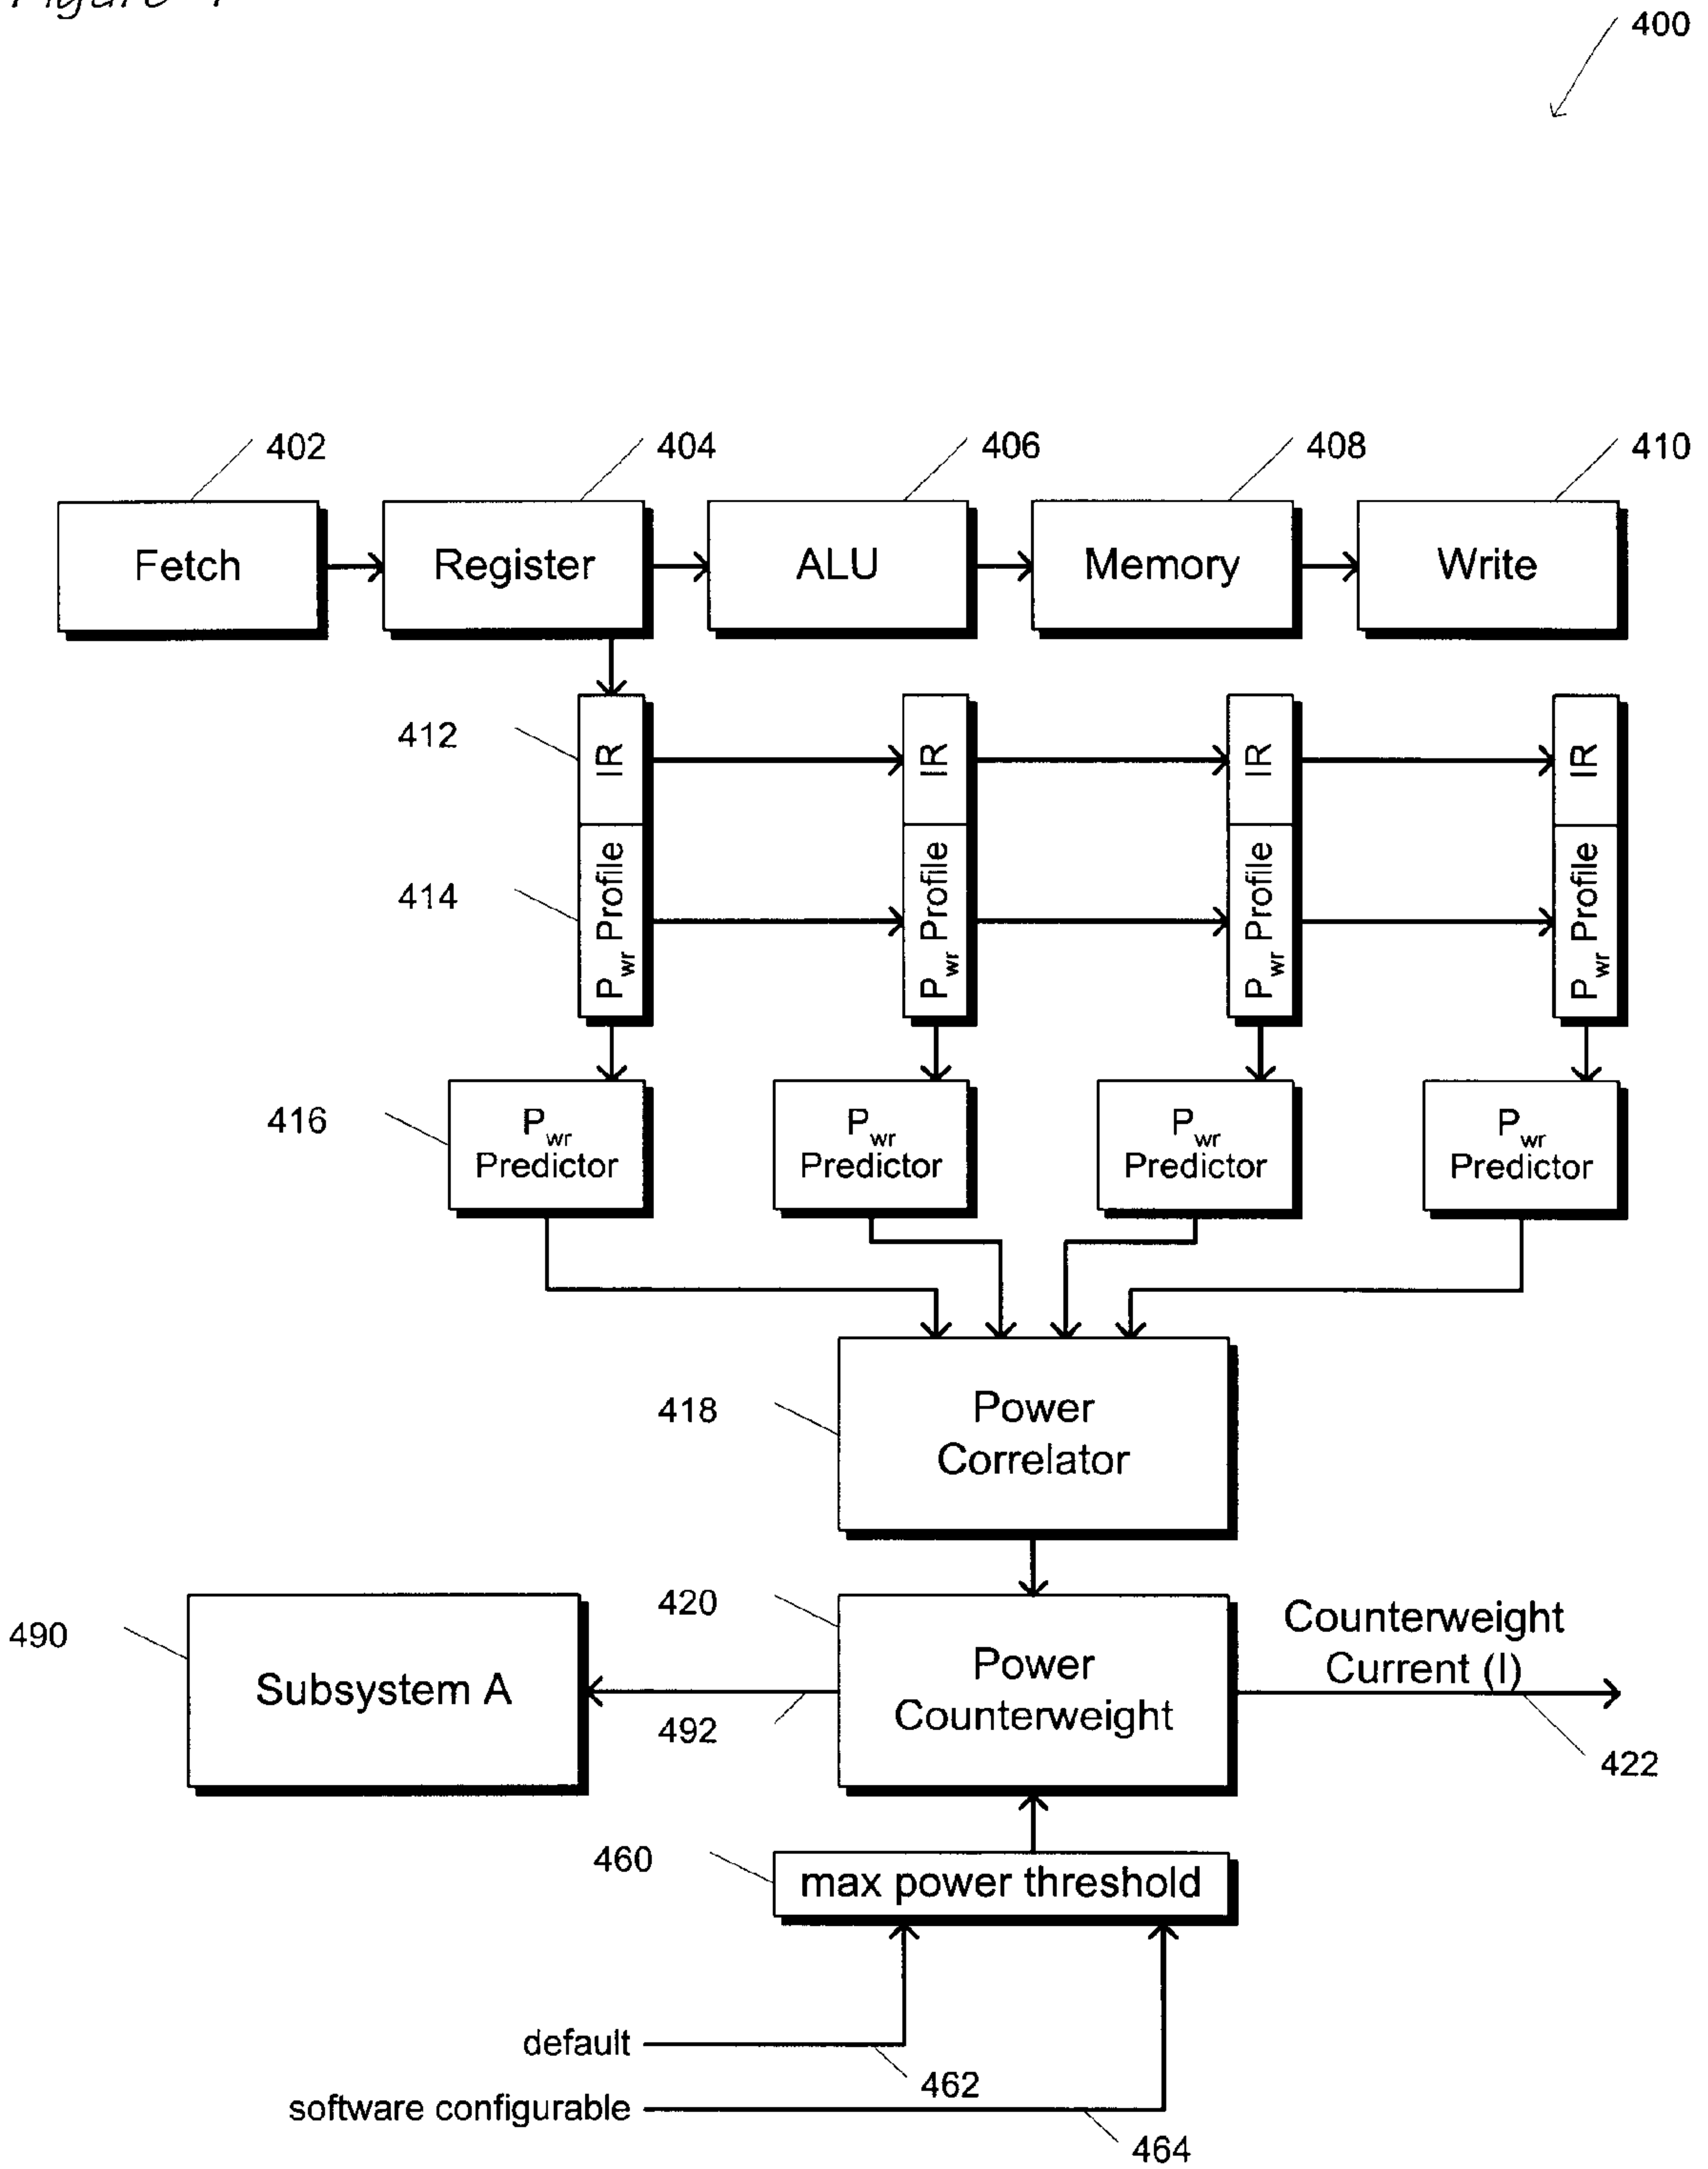 Figure 4
400
402
404
406
408
410
Fetch
Register
ALU
Memory
Write
412
IR
IR
IR
IR
414
Pwr Profile
Pwr Profile
Pwr Profile
Pwr Profile
416
Pwr
Predictor
Pwr
Predictor
Pwr
Predictor
Pwr
Predictor
418
Power
Correlator
490
Subsystem A
492
420
Power
Counterweight
Counterweight
Current (I)
422
460
max power threshold
default
462
software configurable
464